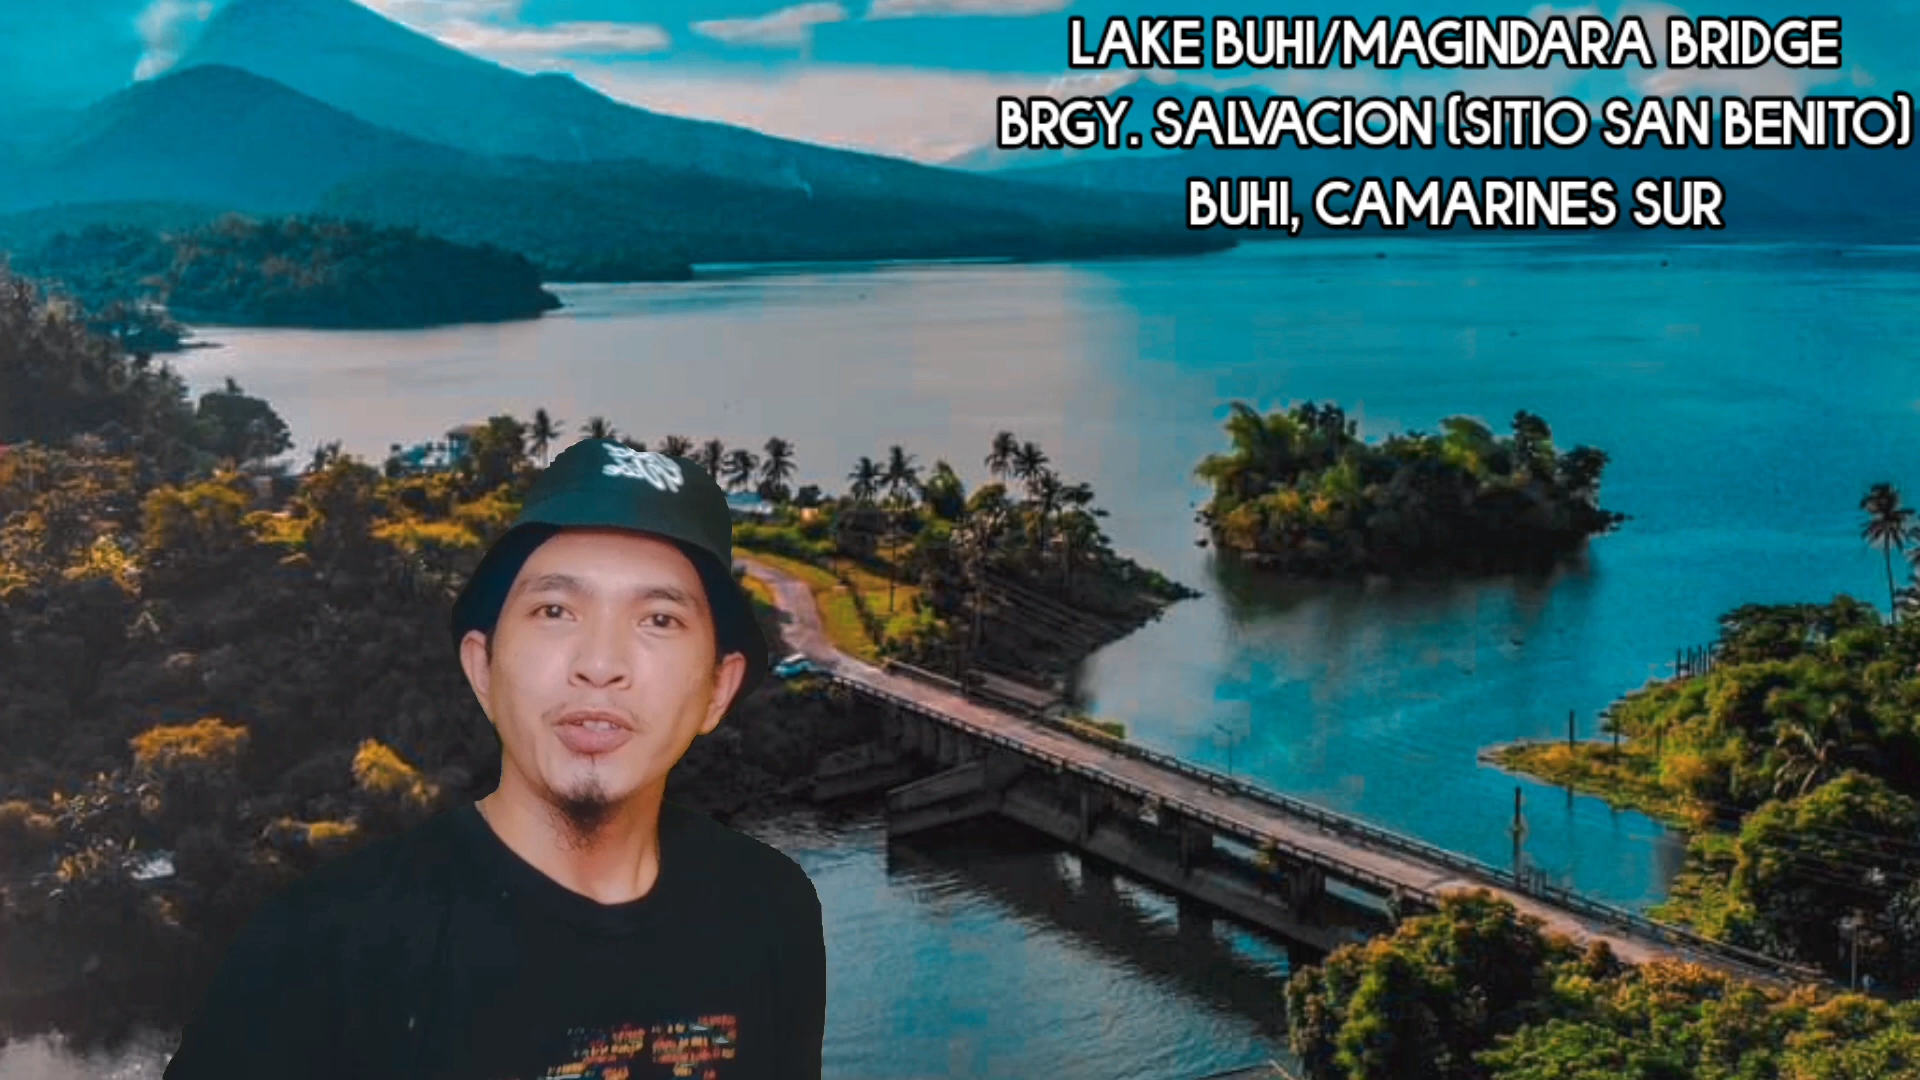 LAKE BUHI/MAGINDARA BRIDGE
BRGY. SALVACION (SITIO SAN BENITO)
BUHI, CAMARINES SUR